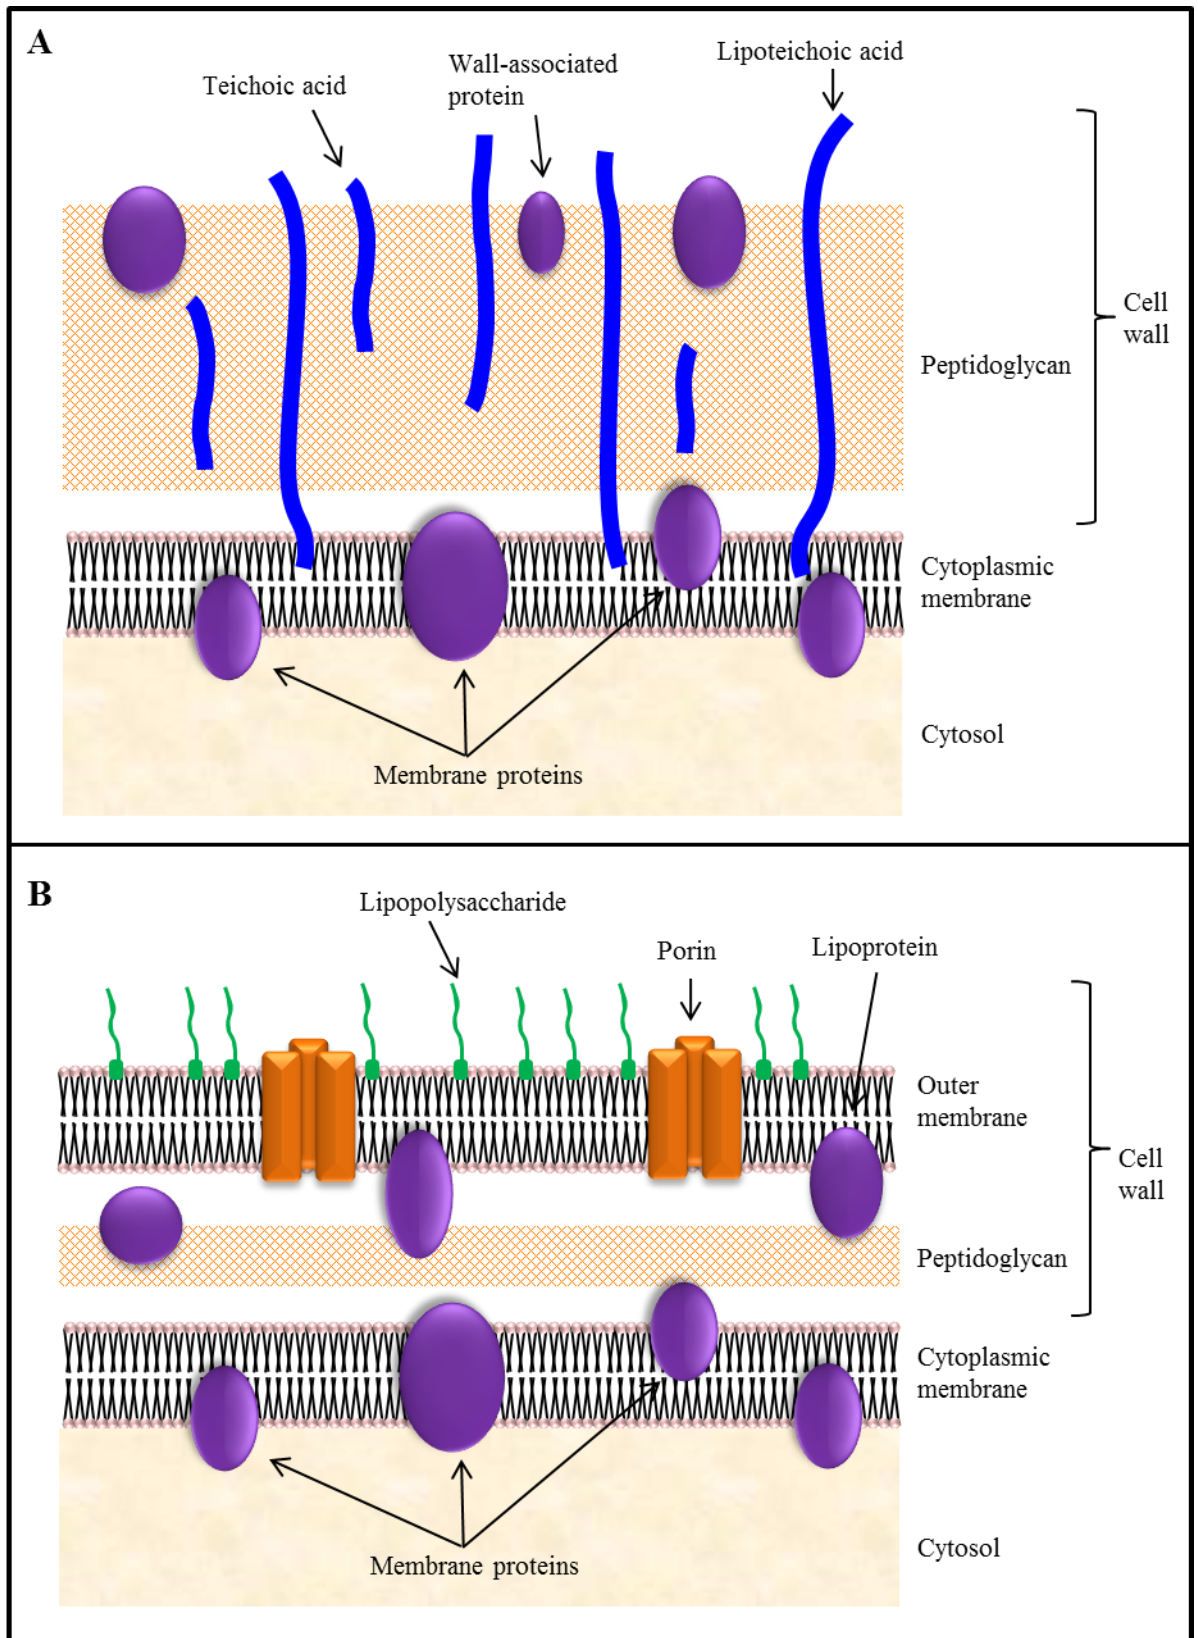 A
Teichoic acid
Wall-associated
protein
Lipoteichoic acid
Cell
wall
Peptidoglycan
Cytoplasmic
membrane
Cytosol
Membrane proteins
B
Lipopolysaccharide
Porin
Lipoprotein
Outer
membrane
Cell
wall
Peptidoglycan
Cytoplasmic
membrane
Cytosol
Membrane proteins